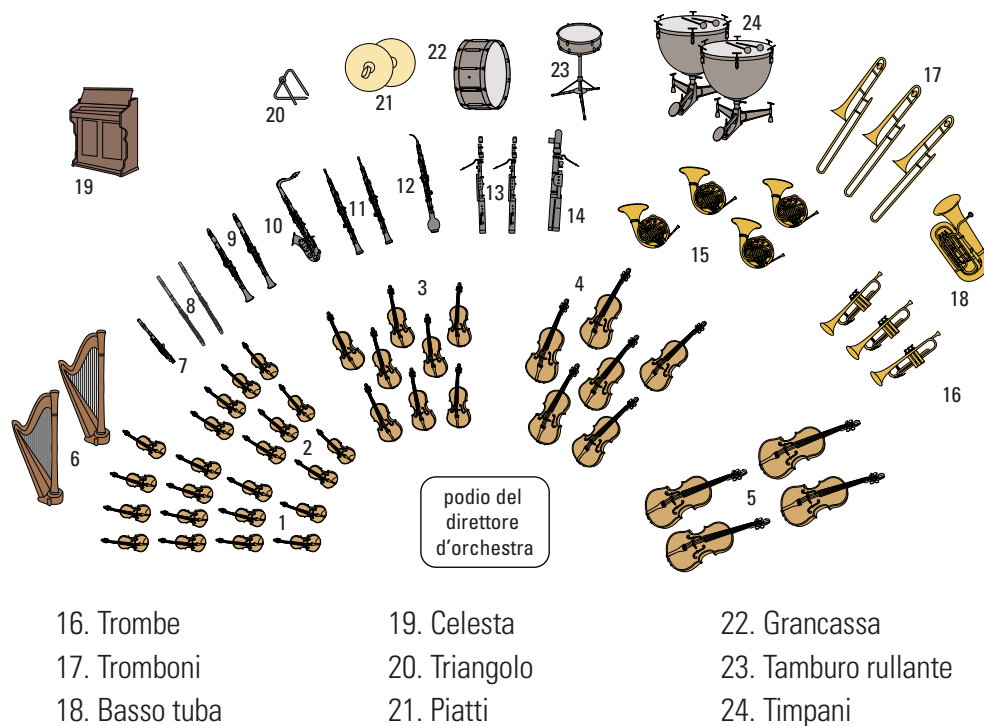 24
22
17
23
21
20
12
13
19
11
14
10
9
15
8
3
4
18
7
16
2
6
5
1
podio del
direttore
d'orchestra
16. Trombe
17. Tromboni
18. Basso tuba
19. Celesta
20. Triangolo
21. Piatti
22. Grancassa
23. Tamburo rullante
24. Timpani